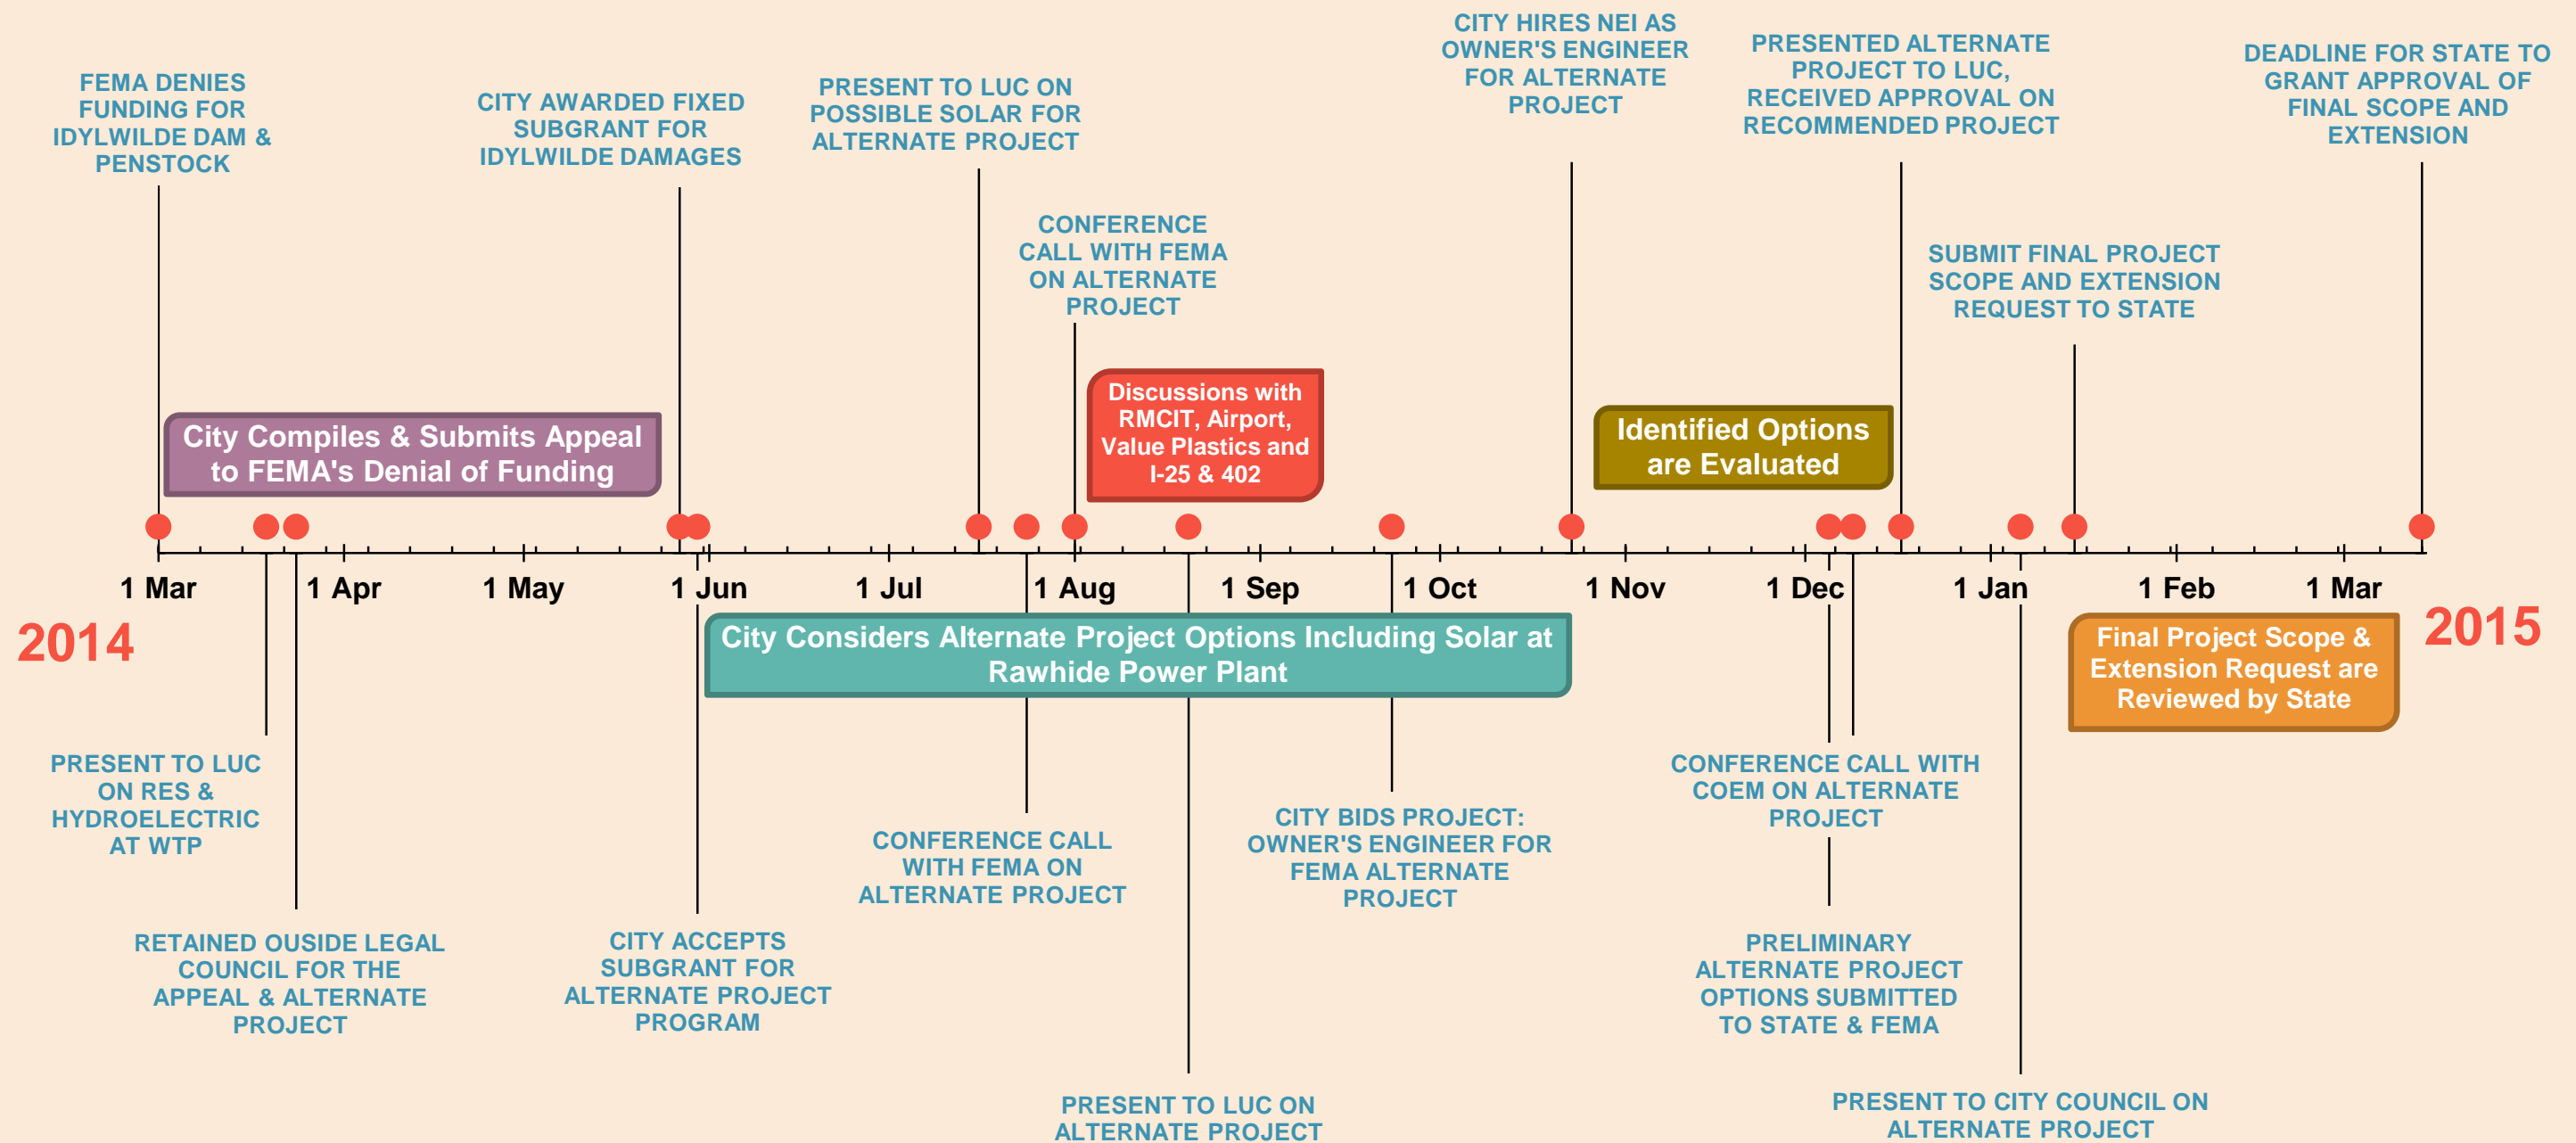 FEMA DENIES
FUNDING FOR
IDYLWILDE DAM &
PENSTOCK
CITY AWARDED FIXED
SUBGRANT FOR
IDYLWILDE DAMAGES
PRESENT TO LUC ON
POSSIBLE SOLAR FOR
ALTERNATE PROJECT
CONFERENCE
CALL WITH FEMA
ON ALTERNATE
PROJECT
CITY HIRES NEI AS
OWNER'S ENGINEER
FOR ALTERNATE
PROJECT
PRESENTED ALTERNATE
PROJECT TO LUC,
RECEIVED APPROVAL ON
RECOMMENDED PROJECT
SUBMIT FINAL PROJECT
SCOPE AND EXTENSION
REQUEST TO STATE
DEADLINE FOR STATE TO
GRANT APPROVAL OF
FINAL SCOPE AND
EXTENSION
City Compiles & Submits Appeal
to FEMA's Denial of Funding
Discussions with
RMCIT, Airport,
Value Plastics and
I-25 & 402
Identified Options
are Evaluated
1 Mar
1 Apr
1 May
1 Jun
1 Jul
1 Aug
1 Sep
1 Oct
1 Nov
1 Dec
1 Jan
1 Feb
1 Mar
2014
City Considers Alternate Project Options Including Solar at
Rawhide Power Plant
Final Project Scope &
Extension Request are
Reviewed by State
2015
PRESENT TO LUC
ON RES &
HYDROELECTRIC
AT WTP
RETAINED OUSIDE LEGAL
COUNCIL FOR THE
APPEAL & ALTERNATE
PROJECT
CITY ACCEPTS
SUBGRANT FOR
ALTERNATE PROJECT
PROGRAM
CONFERENCE CALL
WITH FEMA ON
ALTERNATE PROJECT
PRESENT TO LUC ON
ALTERNATE PROJECT
CITY BIDS PROJECT:
OWNER'S ENGINEER FOR
FEMA ALTERNATE
PROJECT
CONFERENCE CALL WITH
COEM ON ALTERNATE
PROJECT
PRELIMINARY
ALTERNATE PROJECT
OPTIONS SUBMITTED
TO STATE & FEMA
PRESENT TO CITY COUNCIL ON
ALTERNATE PROJECT